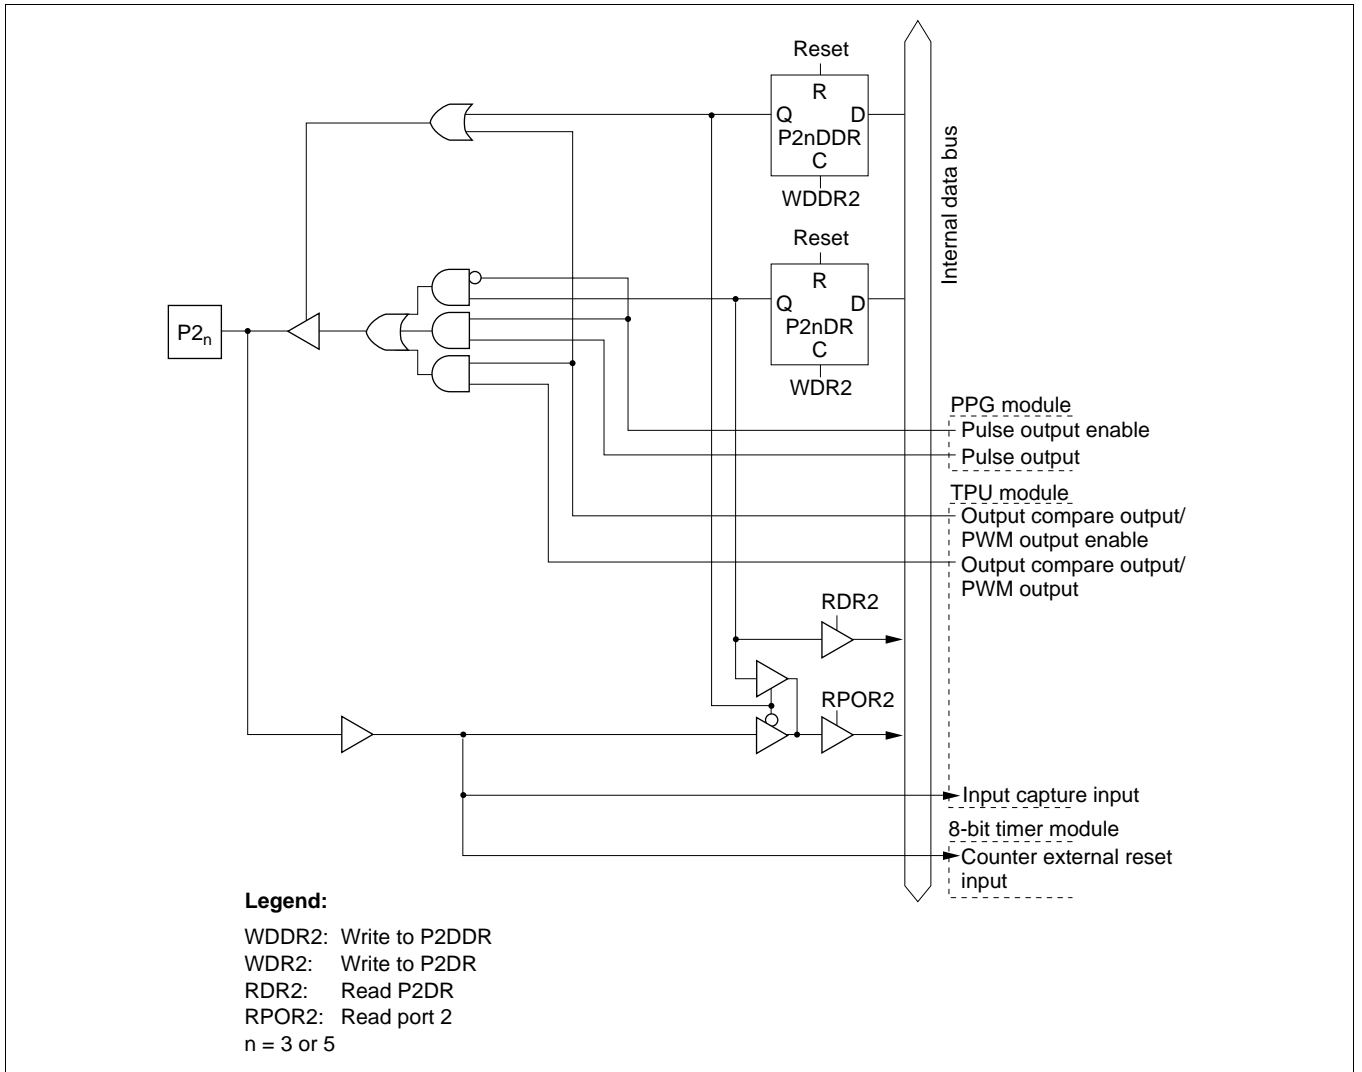 Reset
R
Q D
P2nDDR
C
WDDR2
Internal data bus
Reset
R
Q D
P2nDR
C
WDR2
P2n
PPG module
Pulse output enable
Pulse output
TPU module
Output compare output/
PWM output enable
Output compare output/
PWM output
RDR2
RPOR2
Input capture input
8-bit timer module
Counter external reset
input
Legend:
WDDR2: Write to P2DDR
WDR2: Write to P2DR
RDR2: Read P2DR
RPOR2: Read port 2
n = 3 or 5